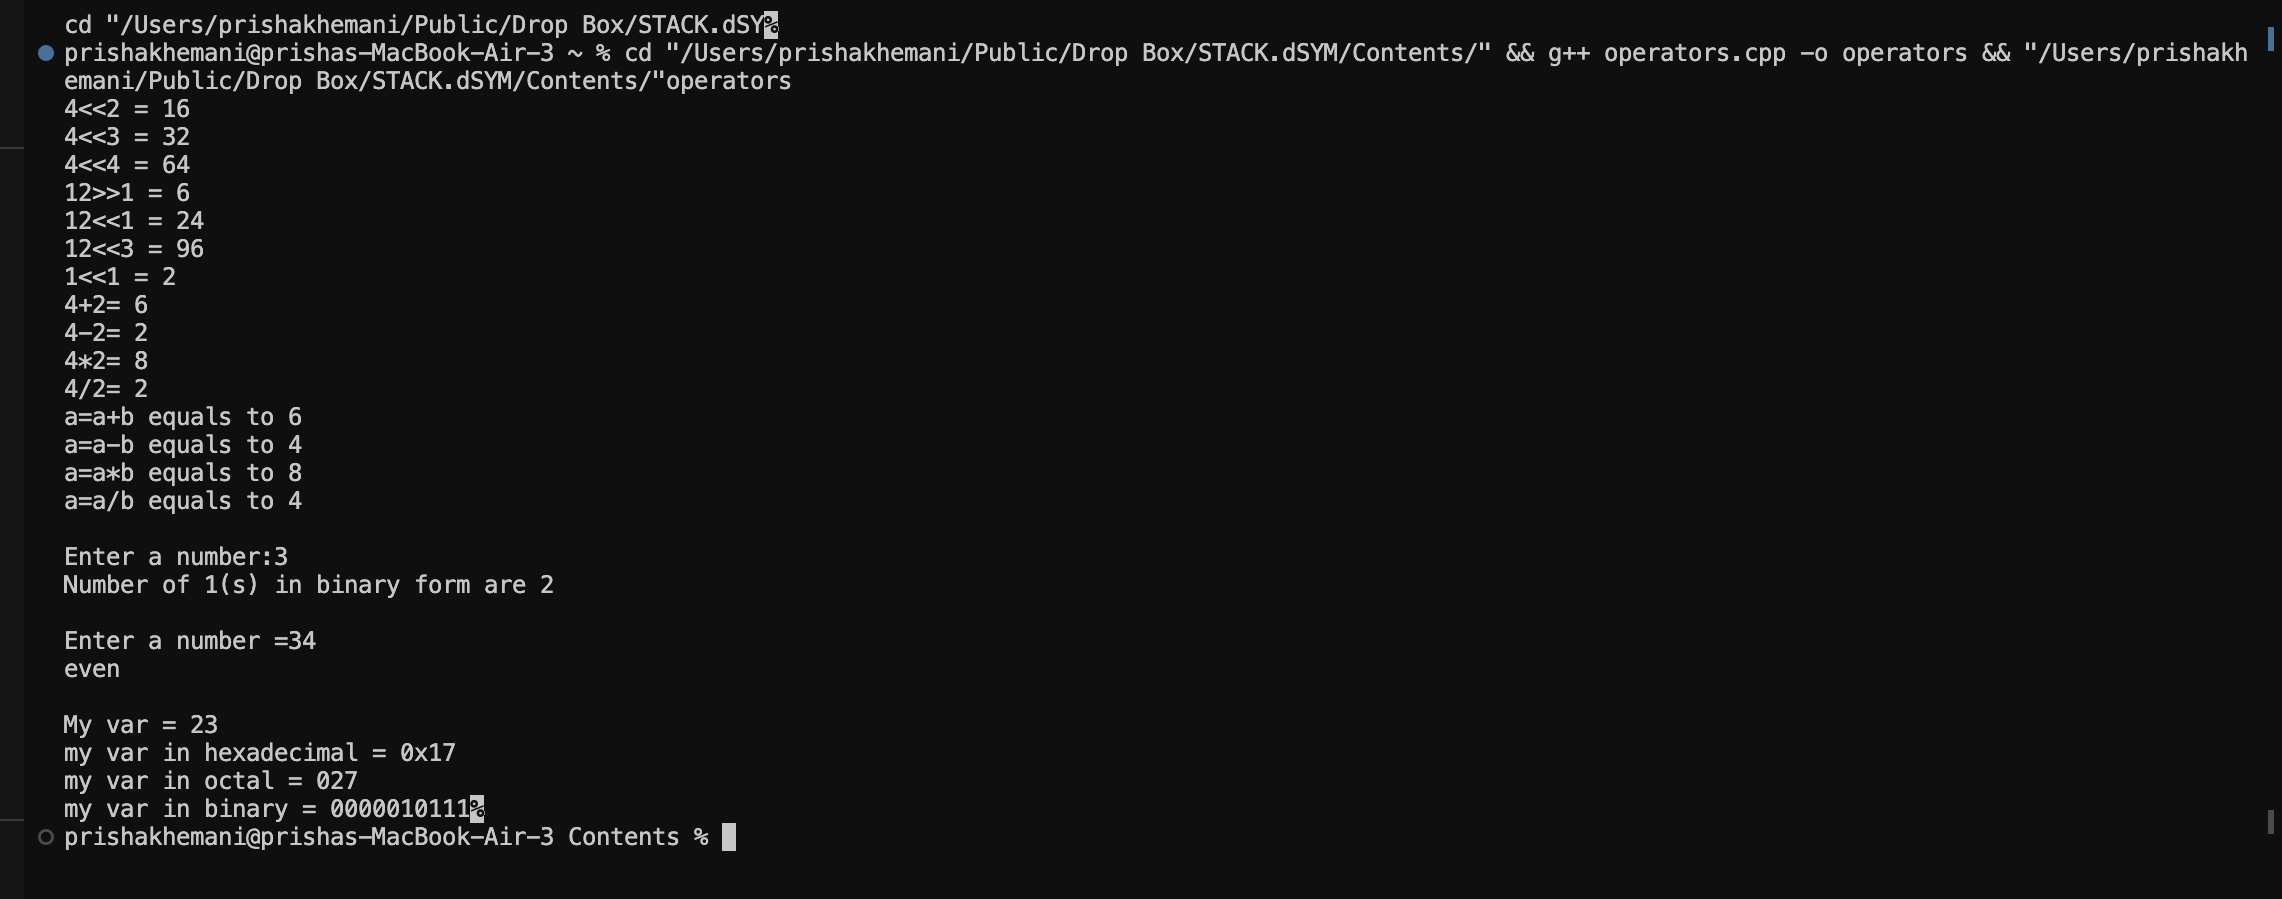 cd "/Users/prishakhemani/Public/Drop Box/STACK.dSY%
prishakhemani@prishas-MacBook-Air-3 ~ % cd "/Users/prishakhemani/Public/Drop Box/STACK.dSYM/Contents/" && g++ operators.cpp -o operators && "/Users/prishakh
emani/Public/Drop Box/STACK.dSYM/Contents/"operators
4<<2 = 16
4<<3 = 32
4<<4 = 64
12>>1 = 6
12<<1 = 24
12<<3 = 96
1<<1 = 2
4+2= 6
4-2= 2
4*2= 8
4/2= 2
a=a+b equals to 6
a=a-b equals to 4
a=a*b equals to 8
a=a/b equals to 4
Enter a number:3
Number of 1(s) in binary form are 2
Enter a number =34
even
My var = 23
my var in hexadecimal = 0x17
my var in octal = 027
my var in binary = 0000010111%
prishakhemani@prishas-MacBook-Air-3 Contents %